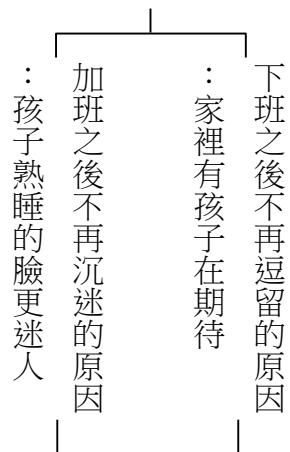 下班之後不再逗留的原因
：家裡有孩子在期待
加班之後不再沉迷的原因
：孩子熟睡的臉更迷人